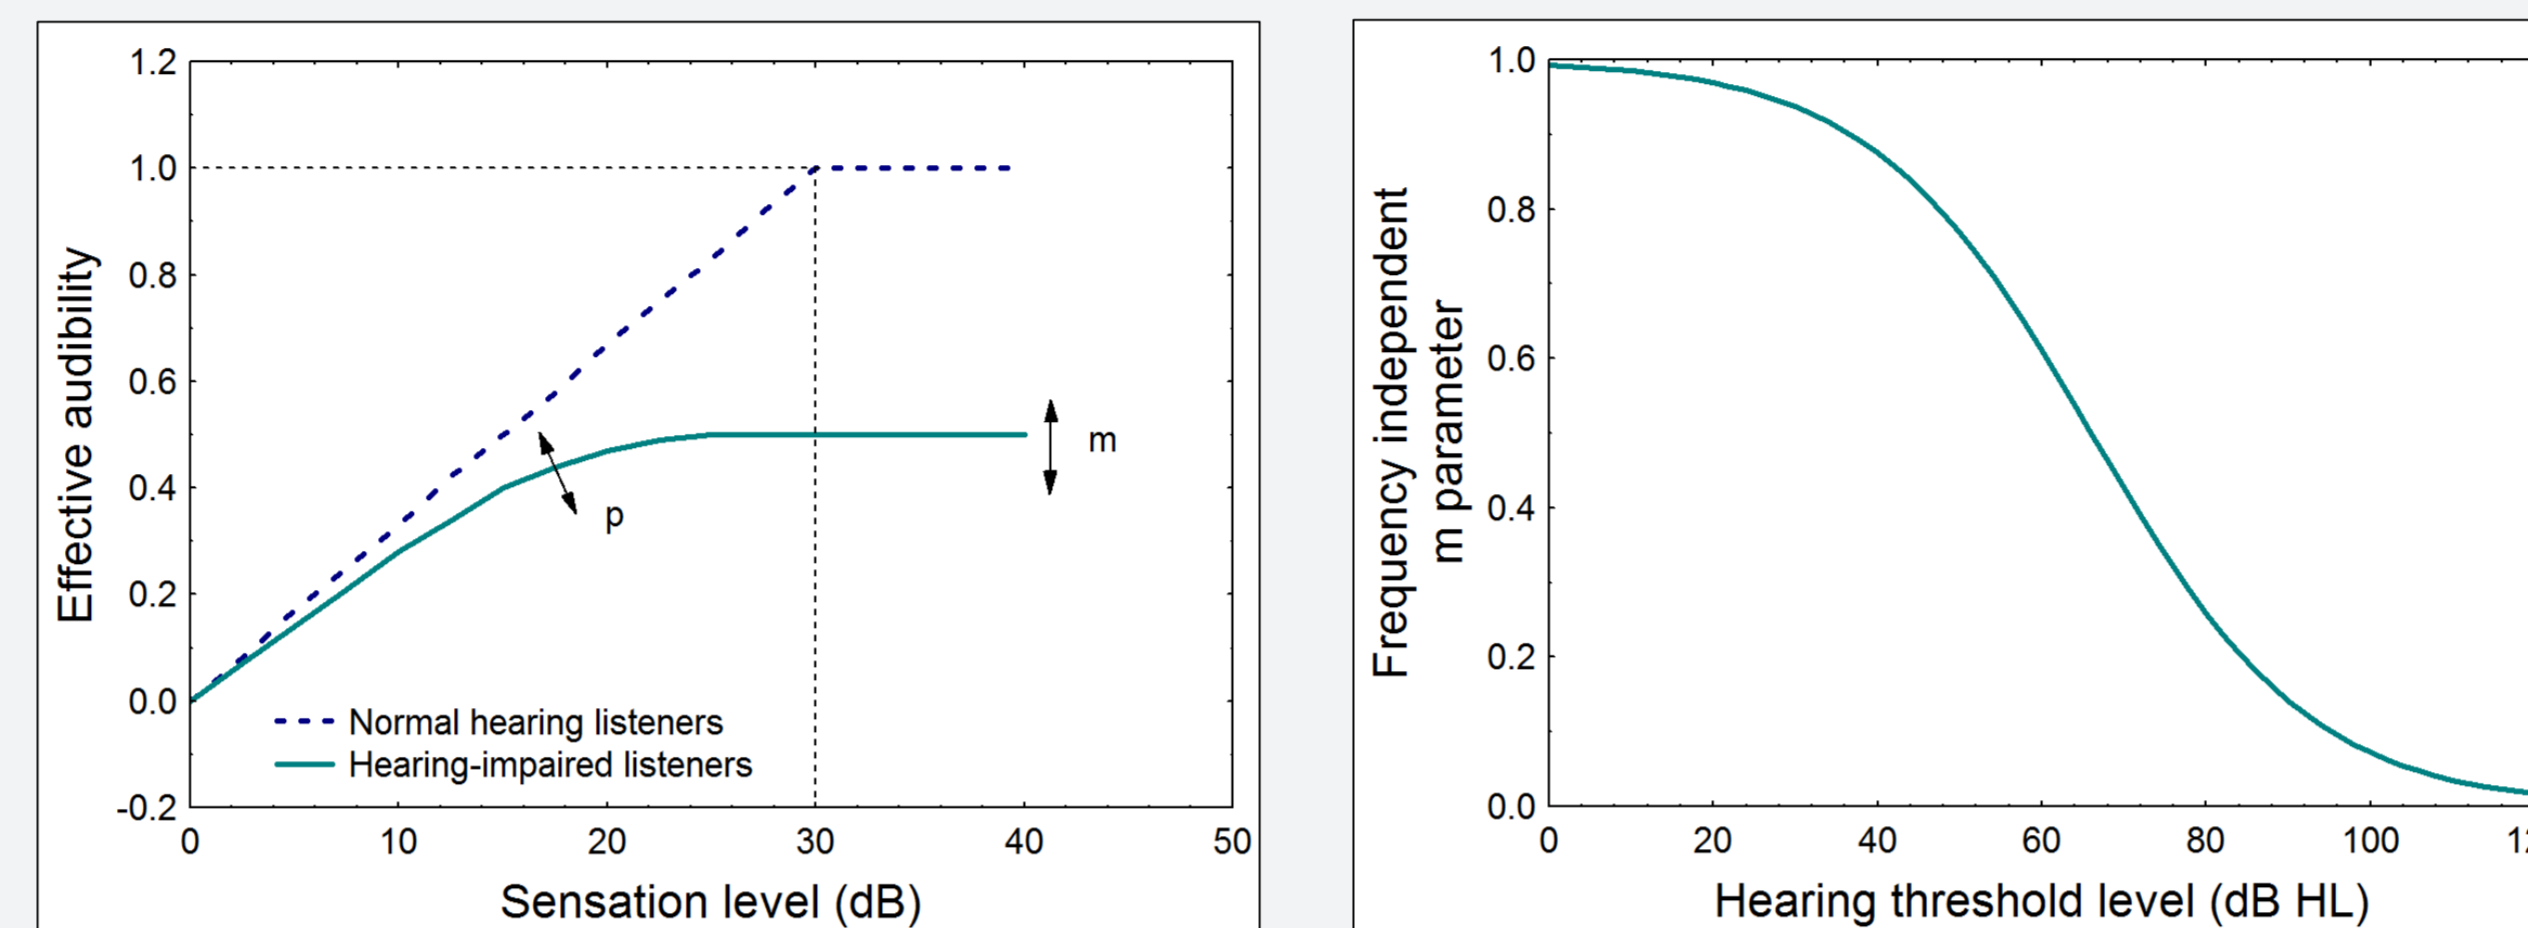 1.2
1.0
0.8
0.6
0.4
0.2
0.0
-0.2
Effective audibility
m
p
Normal hearing listeners
Hearing-impaired listeners
0 10 20 30 40 50
Sensation level (dB)
1.0
0.8
0.6
0.4
0.2
0.0
Frequency independent
m parameter
0 20 40 60 80 100
Hearing threshold level (dB HL)